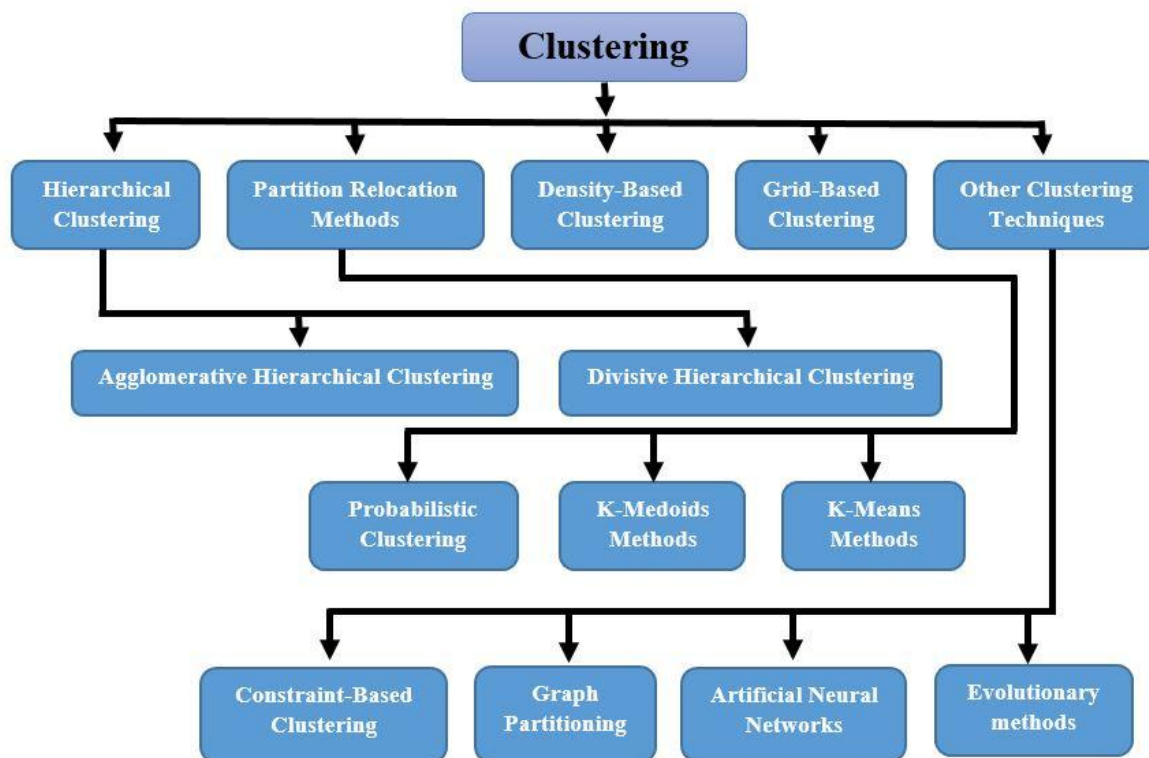 Clustering
Hierarchical
Clustering
Partition Relocation
Methods
Density-Based
Clustering
Grid-Based
Clustering
Other Clustering
Techniques
Agglomerative Hierarchical Clustering
Divisive Hierarchical Clustering
Probabilistic
Clustering
K-Medoids
Methods
K-Means
Methods
Constraint-Based
Clustering
Graph
Partitioning
Artificial Neural
Networks
Evolutionary
methods